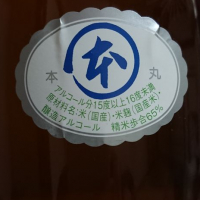 本
本 丸
アルコール分15度以上16度未満
原材料名:米(国産)・米麹(国産米)・
醸造アルコール 精米歩合65%